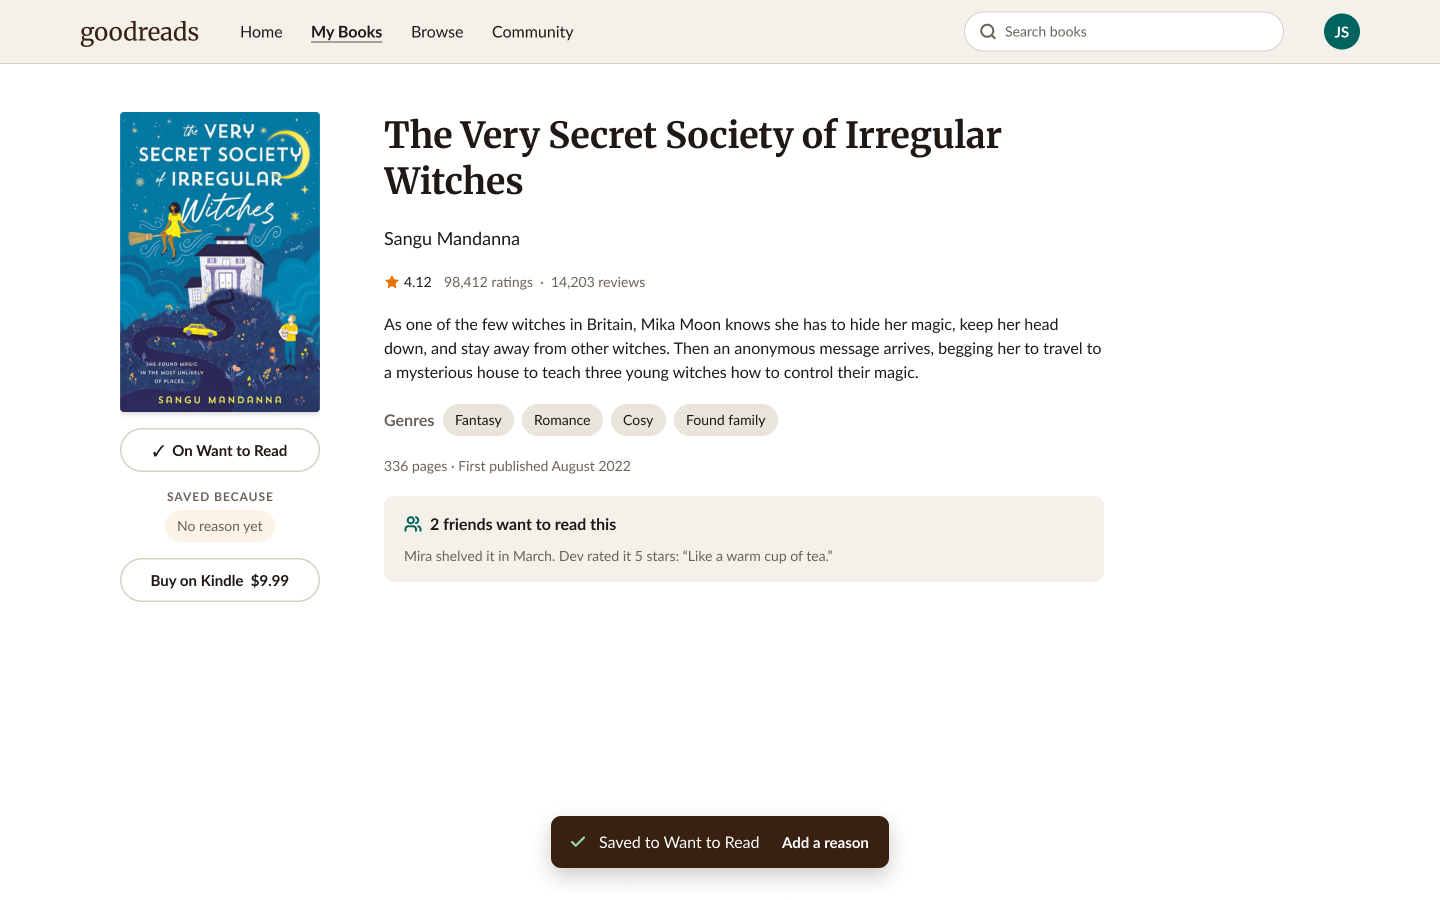 goodreads
Home
My Books
Browse
Community
Search books
JS
the VERY
SECRET SOCIETY
of IRREGULAR
Witches
a novel
SHE FOUND MAGIC
IN THE MOST UNLIKELY
OF PLACES...
SANGU MANDANNA
✓ On Want to Read
SAVED BECAUSE
No reason yet
Buy on Kindle $9.99
The Very Secret Society of Irregular
Witches
Sangu Mandanna
4.12 98,412 ratings · 14,203 reviews
As one of the few witches in Britain, Mika Moon knows she has to hide her magic, keep her head
down, and stay away from other witches. Then an anonymous message arrives, begging her to travel to
a mysterious house to teach three young witches how to control their magic.
Genres Fantasy Romance Cosy Found family
336 pages · First published August 2022
2 friends want to read this
Mira shelved it in March. Dev rated it 5 stars: “Like a warm cup of tea.”
Saved to Want to Read Add a reason